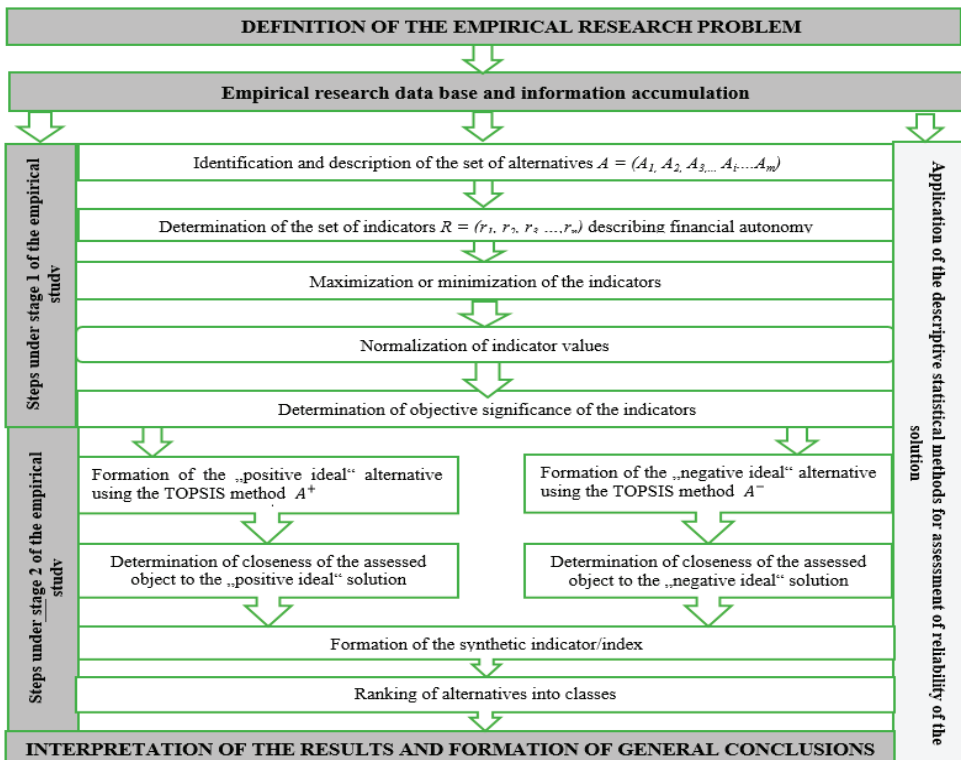 DEFINITION OF THE EMPIRICAL RESEARCH PROBLEM
Empirical research data base and information accumulation
Steps under stage 1 of the empirical
study
Identification and description of the set of alternatives A = (A1, A2, A3,... Ai....Am)
Determination of the set of indicators R = (r1, r2, r3 ...,rn) describing financial autonomy
Maximization or minimization of the indicators
Normalization of indicator values
Determination of objective significance of the indicators
Steps under stage 2 of the empirical
study
Formation of the „positive ideal“ alternative
using the TOPSIS method A⁺
Formation of the „negative ideal“ alternative
using the TOPSIS method A⁻
Determination of closeness of the assessed
object to the „positive ideal“ solution
Determination of closeness of the assessed
object to the „negative ideal“ solution
Formation of the synthetic indicator/index
Ranking of alternatives into classes
Application of the descriptive statistical methods for assessment of reliability of the
solution
INTERPRETATION OF THE RESULTS AND FORMATION OF GENERAL CONCLUSIONS